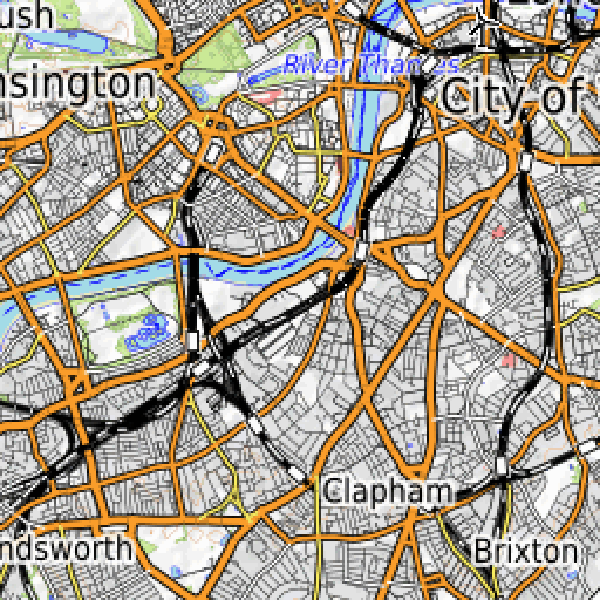 ush
River Thames
nsington
City of
Clapham
ndsworth
Brixton